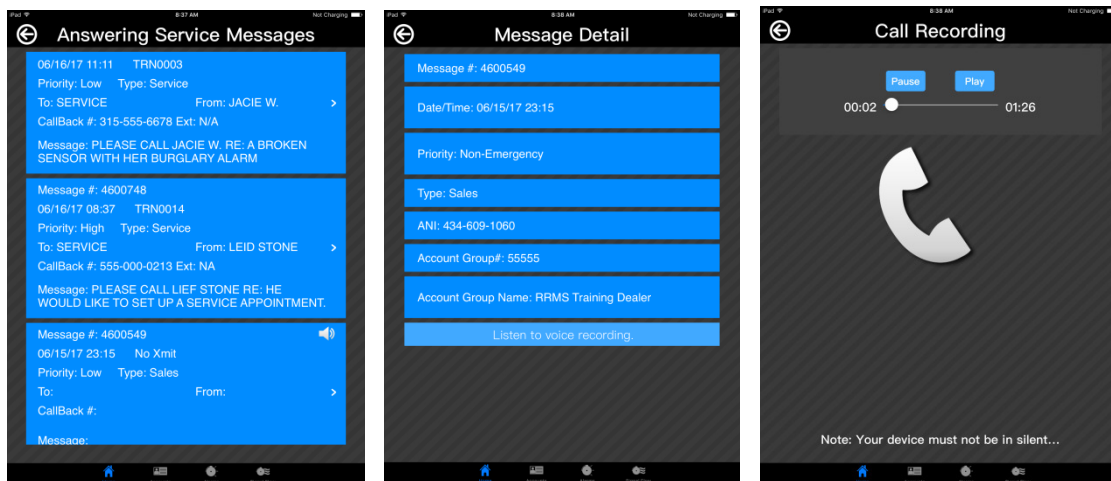 iPad 8:37 AM Not Charging
Answering Service Messages
06/16/17 11:11 TRN0003
Priority: Low Type: Service
To: SERVICE From: JACIE W. >
CallBack #: 315-555-6678 Ext: N/A
Message: PLEASE CALL JACIE W. RE: A BROKEN
SENSOR WITH HER BURGLARY ALARM
Message #: 4600748
06/16/17 08:37 TRN0014
Priority: High Type: Service
To: SERVICE From: LEID STONE >
CallBack #: 555-000-0213 Ext: NA
Message: PLEASE CALL LIEF STONE RE: HE
WOULD LIKE TO SET UP A SERVICE APPOINTMENT.
Message #: 4600549
06/15/17 23:15 No Xmit
Priority: Low Type: Sales
To: From: >
CallBack #:
Message:
iPad 8:38 AM Not Charging
Message Detail
Message #: 4600549
Date/Time: 06/15/17 23:15
Priority: Non-Emergency
Type: Sales
ANI: 434-609-1060
Account Group#: 55555
Account Group Name: RRMS Training Dealer
Listen to voice recording.
iPad 8:38 AM Not Charging
Call Recording
Pause Play
00:02 01:26
Note: Your device must not be in silent...